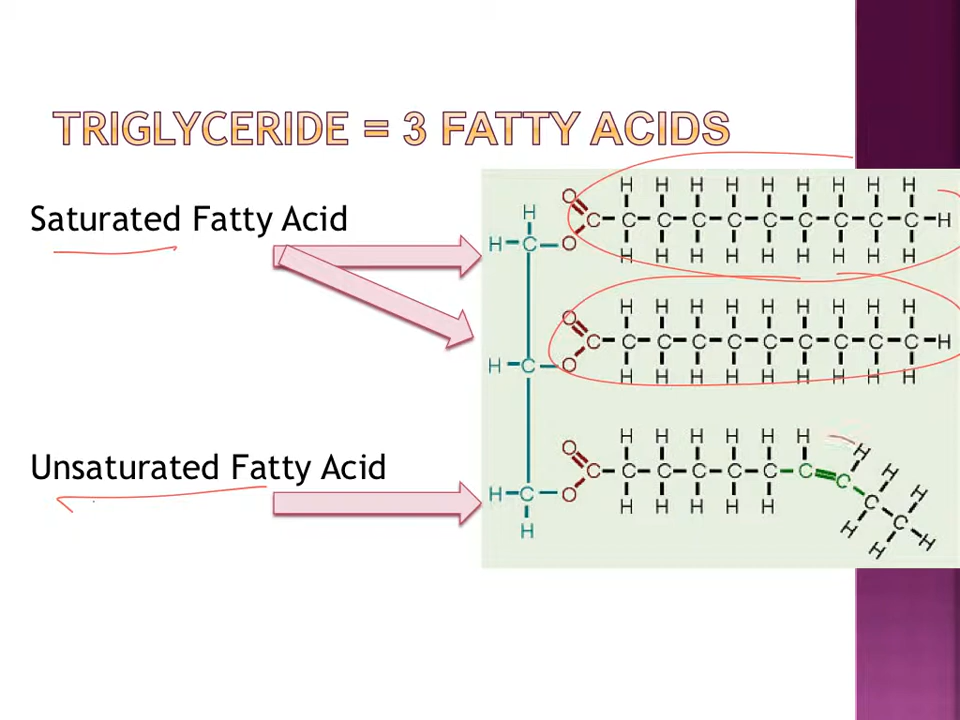 TRIGLYCERIDE = 3 FATTY ACIDS
Saturated Fatty Acid
Unsaturated Fatty Acid
H H H H H H H H H
O
H
C C C C C C C C C C H
H C O
H H H H H H H H H
H H H H H H H H H
O
C C C C C C C C C C H
H C O
H H H H H H H H H
H H H H H H
O
H
H
C C C C C C C
C
H
H C O
C
C
H H H H H
H
H
H
H